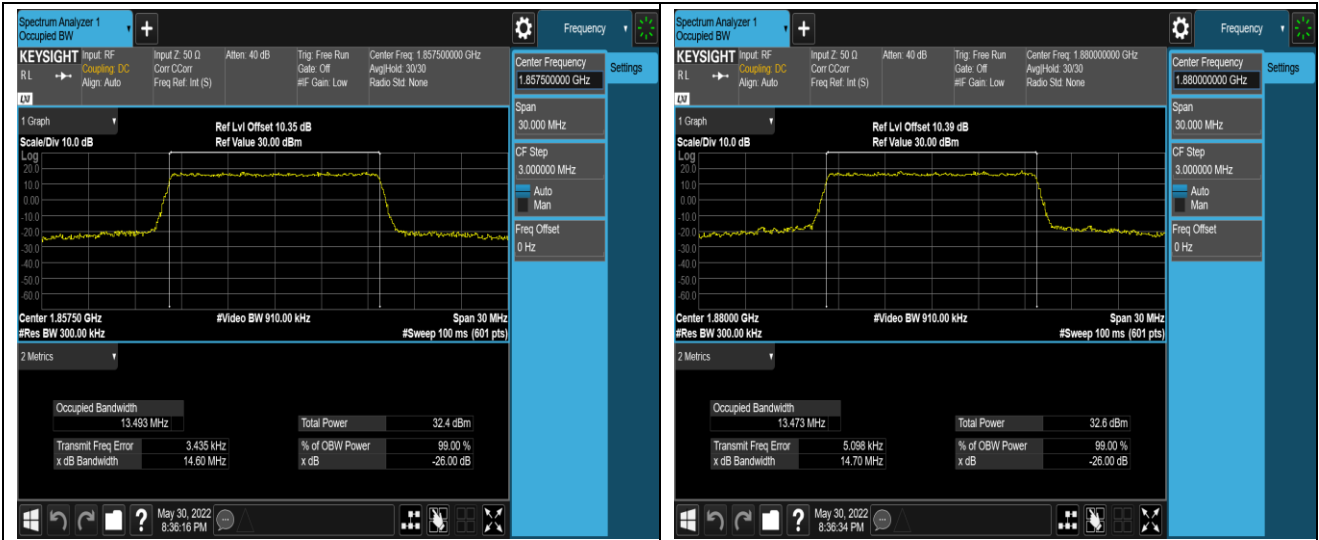 Spectrum Analyzer 1
Occupied BW
+
Frequency
KEYSIGHT Input: RF Input Z: 50 Ω Atten: 40 dB Trig: Free Run Center Freq: 1.857500000 GHz
RL Coupling: DC Corr CCorr Gate: Off Avg|Hold: 30/30
Align: Auto Freq Ref: Int (S) #IF Gain: Low Radio Std: None
LXI
Center Frequency
1.857500000 GHz
Settings
Span
30.000 MHz
CF Step
3.000000 MHz
Auto
Man
Freq Offset
0 Hz
1 Graph
Ref Lvl Offset 10.35 dB
Scale/Div 10.0 dB Ref Value 30.00 dBm
Log
20.0
10.0
0.00
-10.0
-20.0
-30.0
-40.0
-50.0
-60.0
Center 1.85750 GHz #Video BW 910.00 kHz Span 30 MHz
#Res BW 300.00 kHz #Sweep 100 ms (601 pts)
2 Metrics
Occupied Bandwidth
13.493 MHz Total Power 32.4 dBm
Transmit Freq Error 3.435 kHz % of OBW Power 99.00 %
x dB Bandwidth 14.60 MHz x dB -26.00 dB
?
May 30, 2022
8:36:16 PM
Spectrum Analyzer 1
Occupied BW
+
Frequency
KEYSIGHT Input: RF Input Z: 50 Ω Atten: 40 dB Trig: Free Run Center Freq: 1.880000000 GHz
RL Coupling: DC Corr CCorr Gate: Off Avg|Hold: 30/30
Align: Auto Freq Ref: Int (S) #IF Gain: Low Radio Std: None
LXI
Center Frequency
1.880000000 GHz
Settings
Span
30.000 MHz
CF Step
3.000000 MHz
Auto
Man
Freq Offset
0 Hz
1 Graph
Ref Lvl Offset 10.39 dB
Scale/Div 10.0 dB Ref Value 30.00 dBm
Log
20.0
10.0
0.00
-10.0
-20.0
-30.0
-40.0
-50.0
-60.0
Center 1.88000 GHz #Video BW 910.00 kHz Span 30 MHz
#Res BW 300.00 kHz #Sweep 100 ms (601 pts)
2 Metrics
Occupied Bandwidth
13.473 MHz Total Power 32.6 dBm
Transmit Freq Error 5.098 kHz % of OBW Power 99.00 %
x dB Bandwidth 14.70 MHz x dB -26.00 dB
?
May 30, 2022
8:36:34 PM